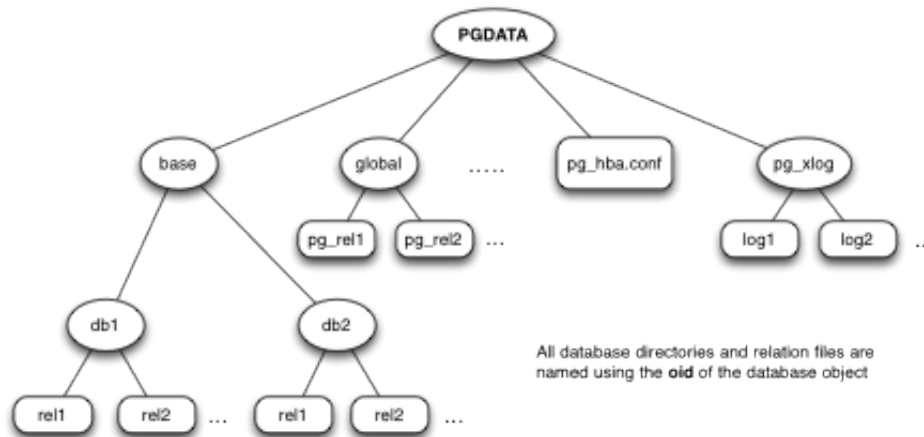 PGDATA
base
global
.....
pg_hba.conf
pg_xlog
pg_rel1
pg_rel2
...
log1
log2
..
db1
db2
All database directories and relation files are
named using the oid of the database object
rel1
rel2
...
rel1
rel2
...